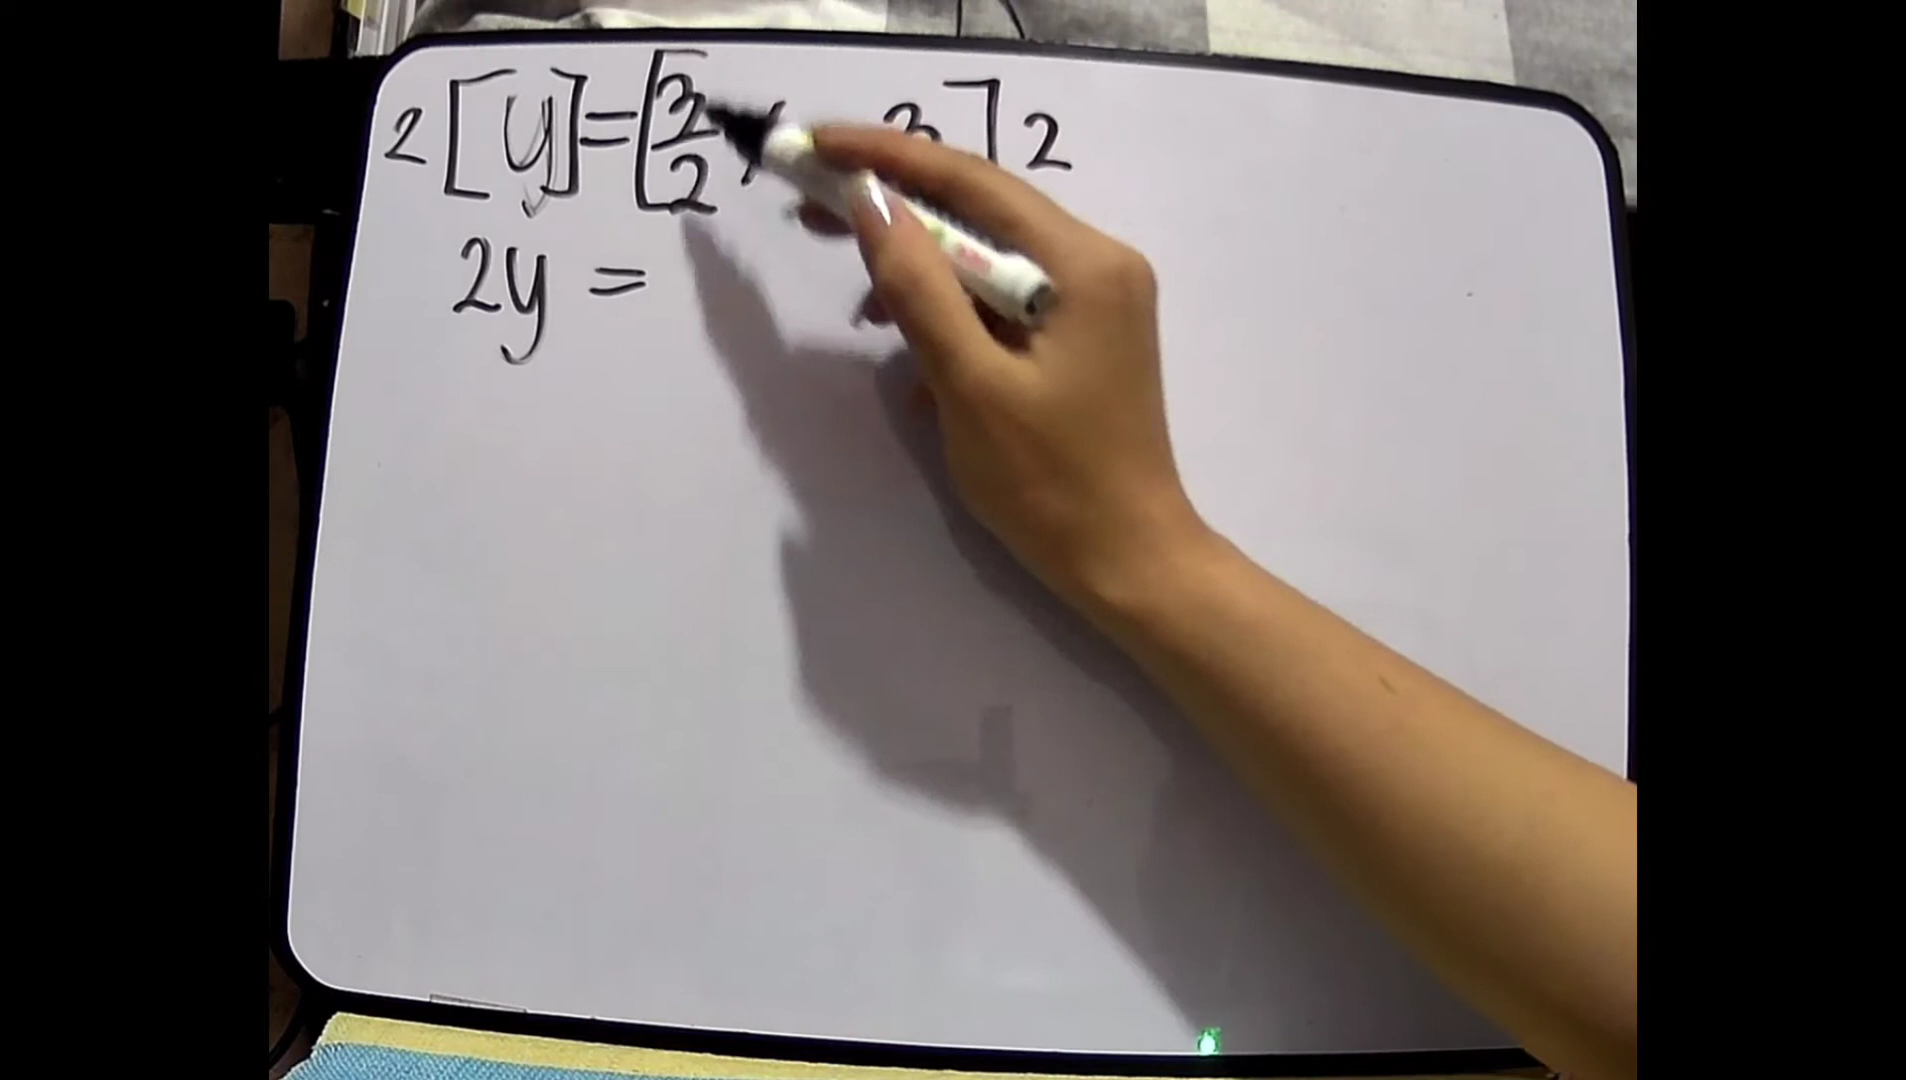 2 [y] = [3/2 3] 2
2y =